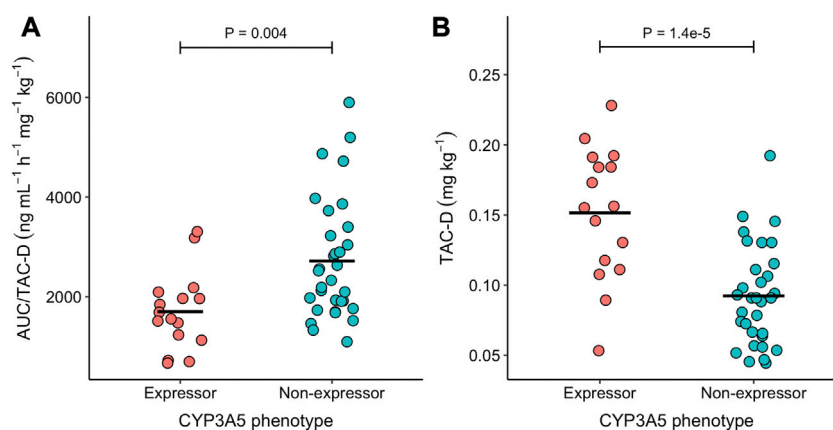 A
P = 0.004
AUC/TAC-D (ng mL⁻¹ h⁻¹ mg⁻¹ kg⁻¹)
6000
4000
2000
Expressor Non-expressor
CYP3A5 phenotype
B
P = 1.4e-5
TAC-D (mg kg⁻¹)
0.25
0.20
0.15
0.10
0.05
Expressor Non-expressor
CYP3A5 phenotype